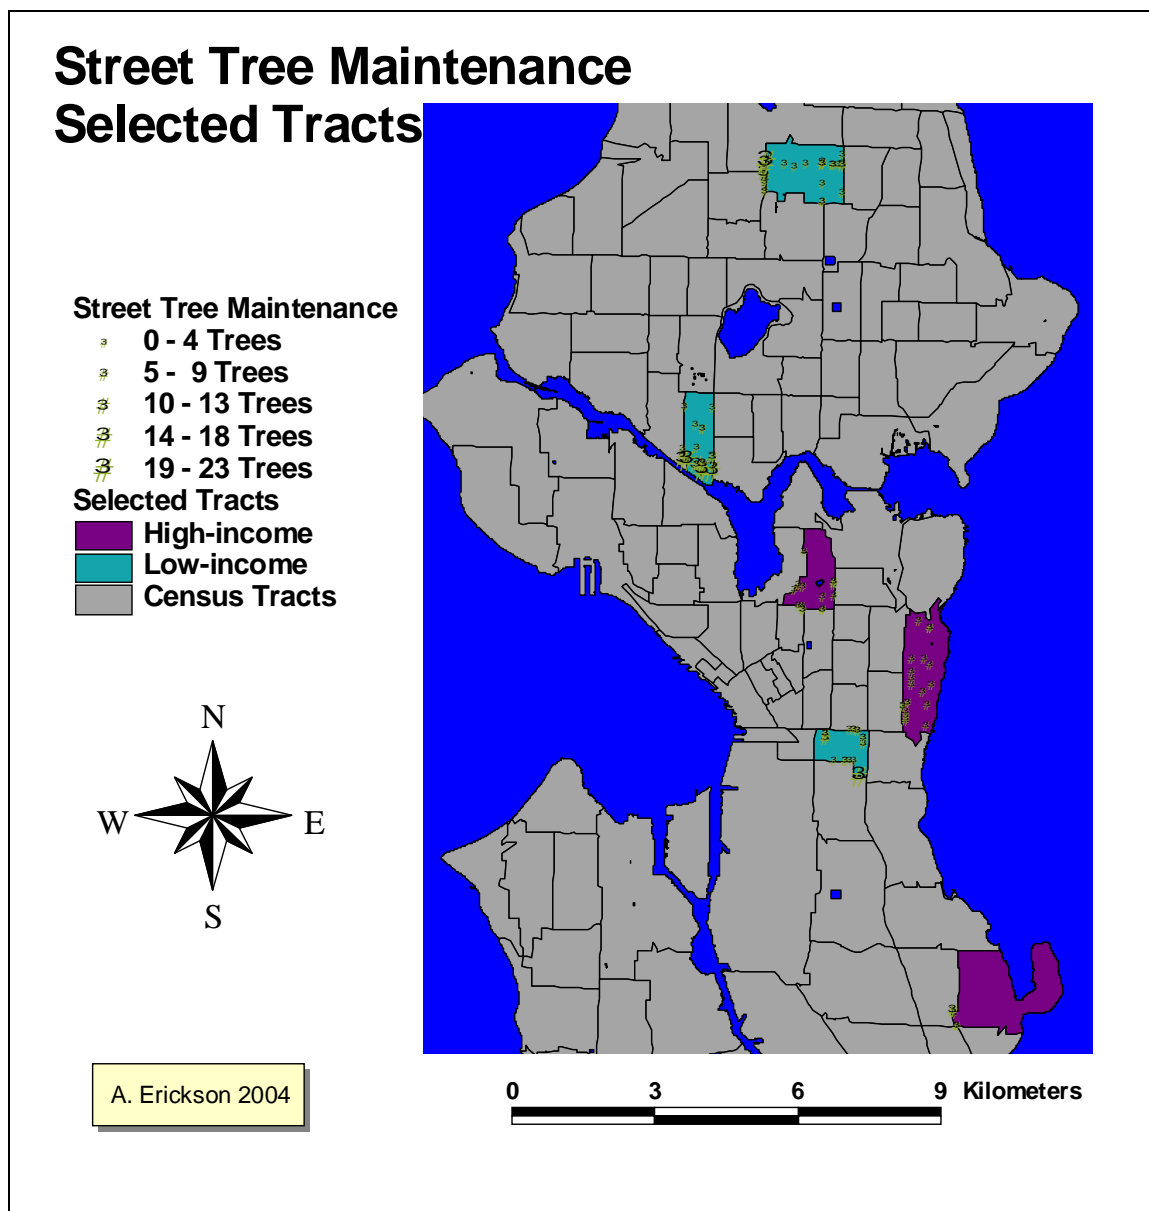 Street Tree Maintenance
Selected Tracts
Street Tree Maintenance
0 - 4 Trees
5 - 9 Trees
10 - 13 Trees
14 - 18 Trees
19 - 23 Trees
Selected Tracts
High-income
Low-income
Census Tracts
N
W E
S
A. Erickson 2004
0 3 6 9 Kilometers